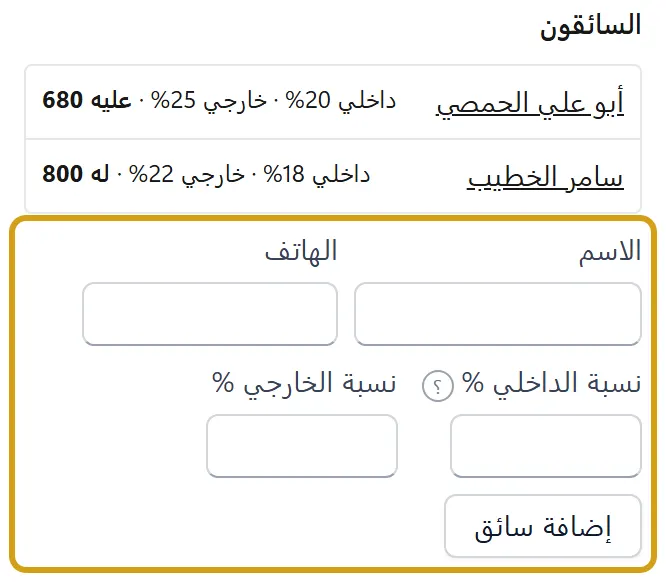 السائقون
أبو علي الحمصي داخلي 20% · خارجي 25% · عليه 680
سامر الخطيب داخلي 18% · خارجي 22% · له 800
الاسم الهاتف
نسبة الداخلي % ؟ نسبة الخارجي %
إضافة سائق